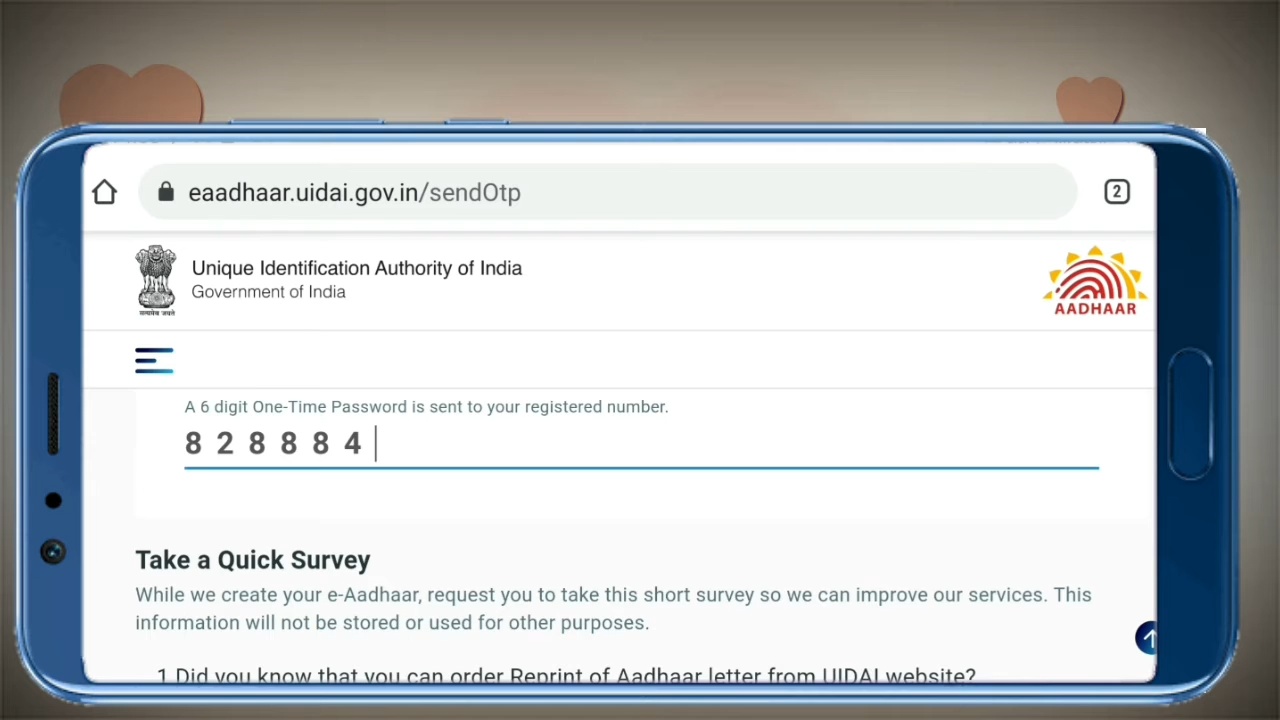 eaadhaar.uidai.gov.in/sendOtp
2
Unique Identification Authority of India
Government of India
सत्यमेव जयते
AADHAAR
A 6 digit One-Time Password is sent to your registered number.
8 2 8 8 8 4
Take a Quick Survey
While we create your e-Aadhaar, request you to take this short survey so we can improve our services. This
information will not be stored or used for other purposes.
1 Did you know that you can order Reprint of Aadhaar letter from UIDAI website?